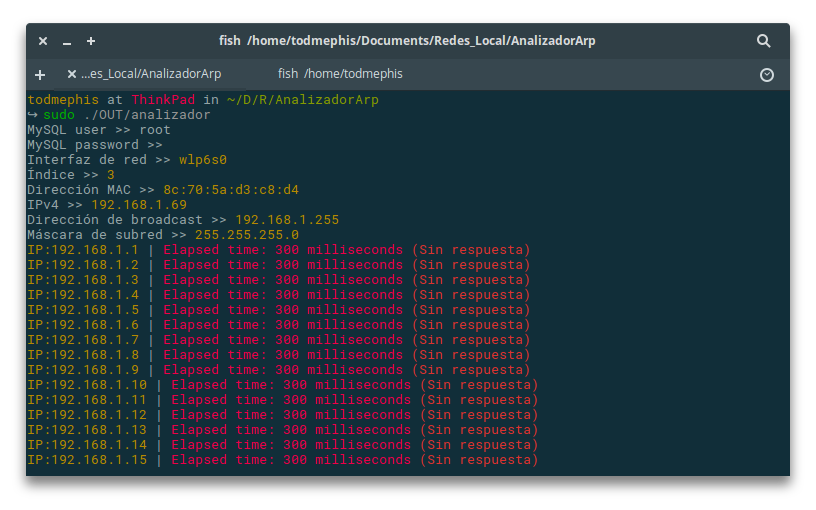 fish /home/todmephis/Documents/Redes_Local/AnalizadorArp
...es_Local/AnalizadorArp fish /home/todmephis
todmephis at ThinkPad in ~/D/R/AnalizadorArp
↪ sudo ./OUT/analizador
MySQL user >> root
MySQL password >>
Interfaz de red >> wlp6s0
Índice >> 3
Dirección MAC >> 8c:70:5a:d3:c8:d4
IPv4 >> 192.168.1.69
Dirección de broadcast >> 192.168.1.255
Máscara de subred >> 255.255.255.0
IP:192.168.1.1 | Elapsed time: 300 milliseconds (Sin respuesta)
IP:192.168.1.2 | Elapsed time: 300 milliseconds (Sin respuesta)
IP:192.168.1.3 | Elapsed time: 300 milliseconds (Sin respuesta)
IP:192.168.1.4 | Elapsed time: 300 milliseconds (Sin respuesta)
IP:192.168.1.5 | Elapsed time: 300 milliseconds (Sin respuesta)
IP:192.168.1.6 | Elapsed time: 300 milliseconds (Sin respuesta)
IP:192.168.1.7 | Elapsed time: 300 milliseconds (Sin respuesta)
IP:192.168.1.8 | Elapsed time: 300 milliseconds (Sin respuesta)
IP:192.168.1.9 | Elapsed time: 300 milliseconds (Sin respuesta)
IP:192.168.1.10 | Elapsed time: 300 milliseconds (Sin respuesta)
IP:192.168.1.11 | Elapsed time: 300 milliseconds (Sin respuesta)
IP:192.168.1.12 | Elapsed time: 300 milliseconds (Sin respuesta)
IP:192.168.1.13 | Elapsed time: 300 milliseconds (Sin respuesta)
IP:192.168.1.14 | Elapsed time: 300 milliseconds (Sin respuesta)
IP:192.168.1.15 | Elapsed time: 300 milliseconds (Sin respuesta)